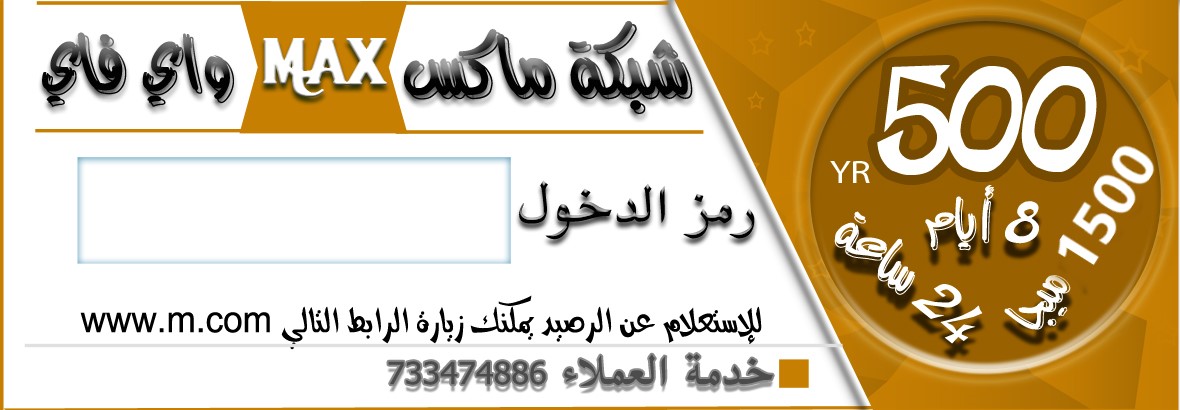 شبكة ماكس MAX واي فاي
رمز الدخول
للإستعلام عن الرصيد يمكنك زيارة الرابط التالي www.m.com
خدمة العملاء 733474886
500
YR
8 أيام
1500 ميجا
24 ساعة